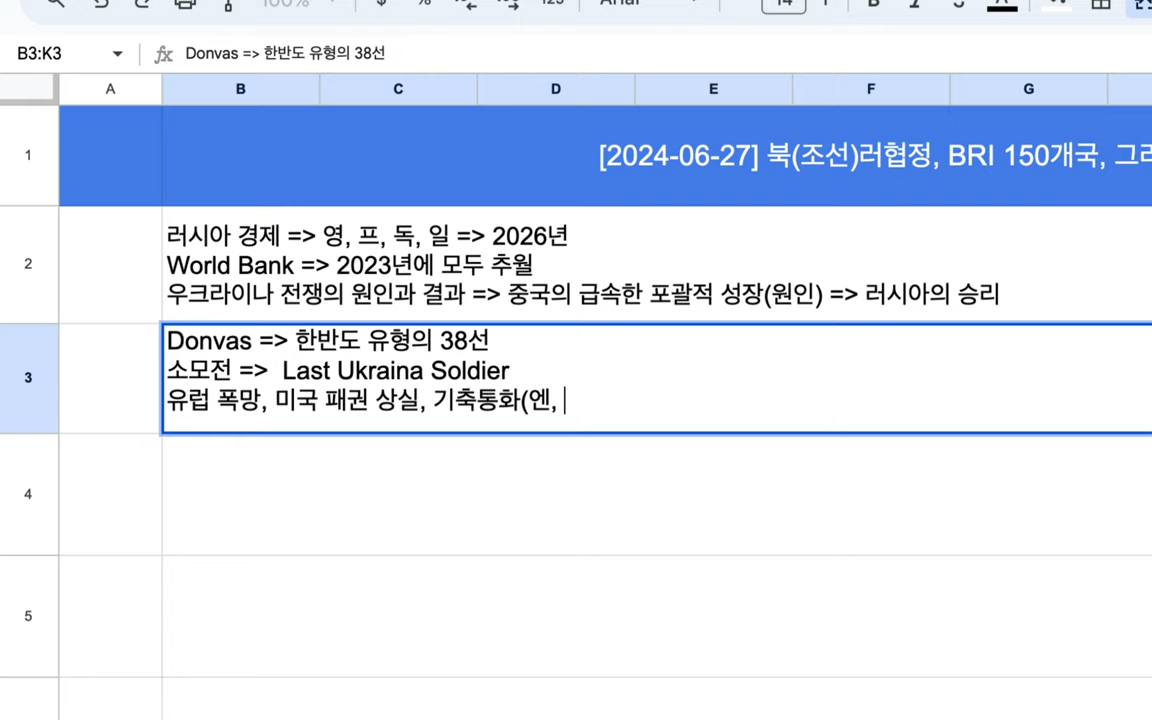 100%
$ % 123 Arial 14 B
B3:K3 fx Donvas => 한반도 유형의 38선
A B C D E F G
1 [2024-06-27] 북(조선)러협정, BRI 150개국,
2
러시아 경제 => 영, 프, 독, 일 => 2026년
World Bank => 2023년에 모두 추월
우크라이나 전쟁의 원인과 결과 => 중국의 급속한 포괄적 성장(원인) => 러시아의 승리
3
Donvas => 한반도 유형의 38선
소모전 => Last Ukraina Soldier
유럽 폭망, 미국 패권 상실, 기축통화(엔,
4
5